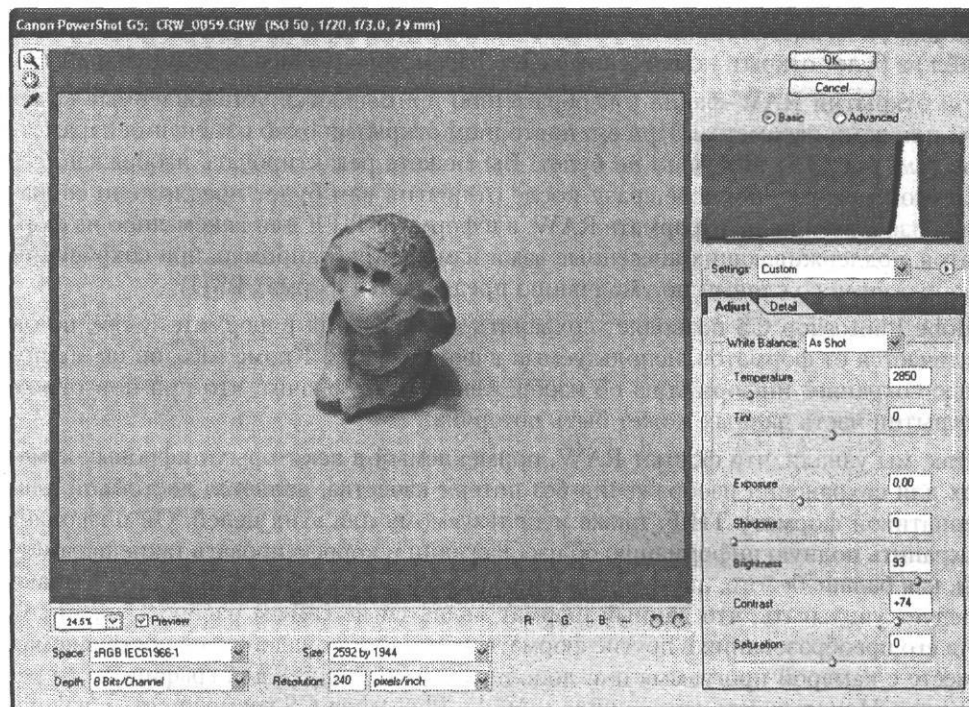 Canon PowerShot G5: CRW_0059.CRW (ISO 50, 1/20, f/3.0, 29 mm)
OK
Cancel
Basic Advanced
Settings: Custom
Adjust Detail
White Balance: As Shot
Temperature 2850
Tint 0
Exposure 0.00
Shadows 0
Brightness 93
Contrast +74
Saturation 0
24.5% Preview R: -- G: -- B: --
Space: sRGB IEC61966-1 Size: 2592 by 1944
Depth: 8 Bits/Channel Resolution: 240 pixels/inch